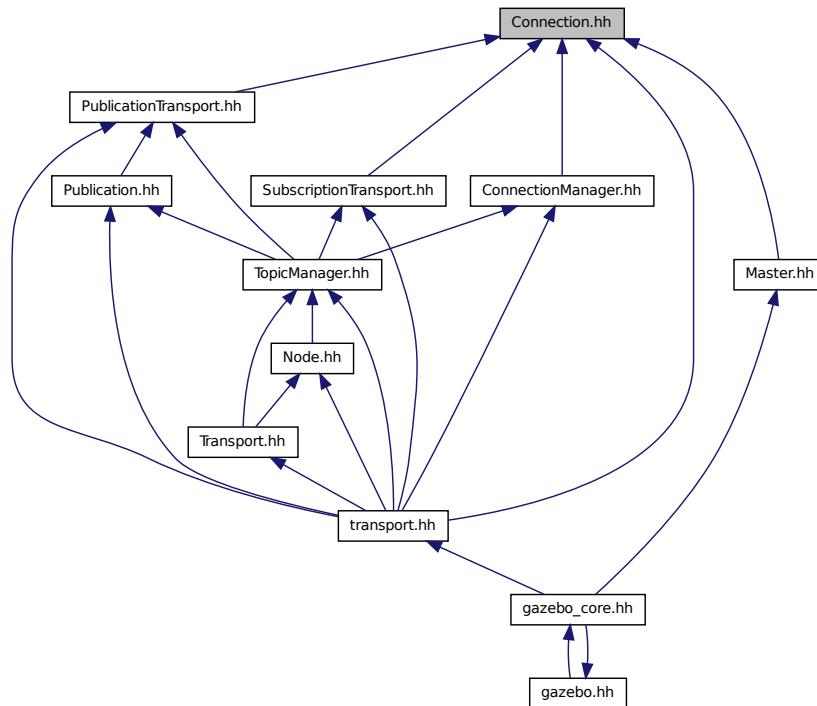 Connection.hh
PublicationTransport.hh
Publication.hh
SubscriptionTransport.hh
ConnectionManager.hh
TopicManager.hh
Master.hh
Node.hh
Transport.hh
transport.hh
gazebo_core.hh
gazebo.hh